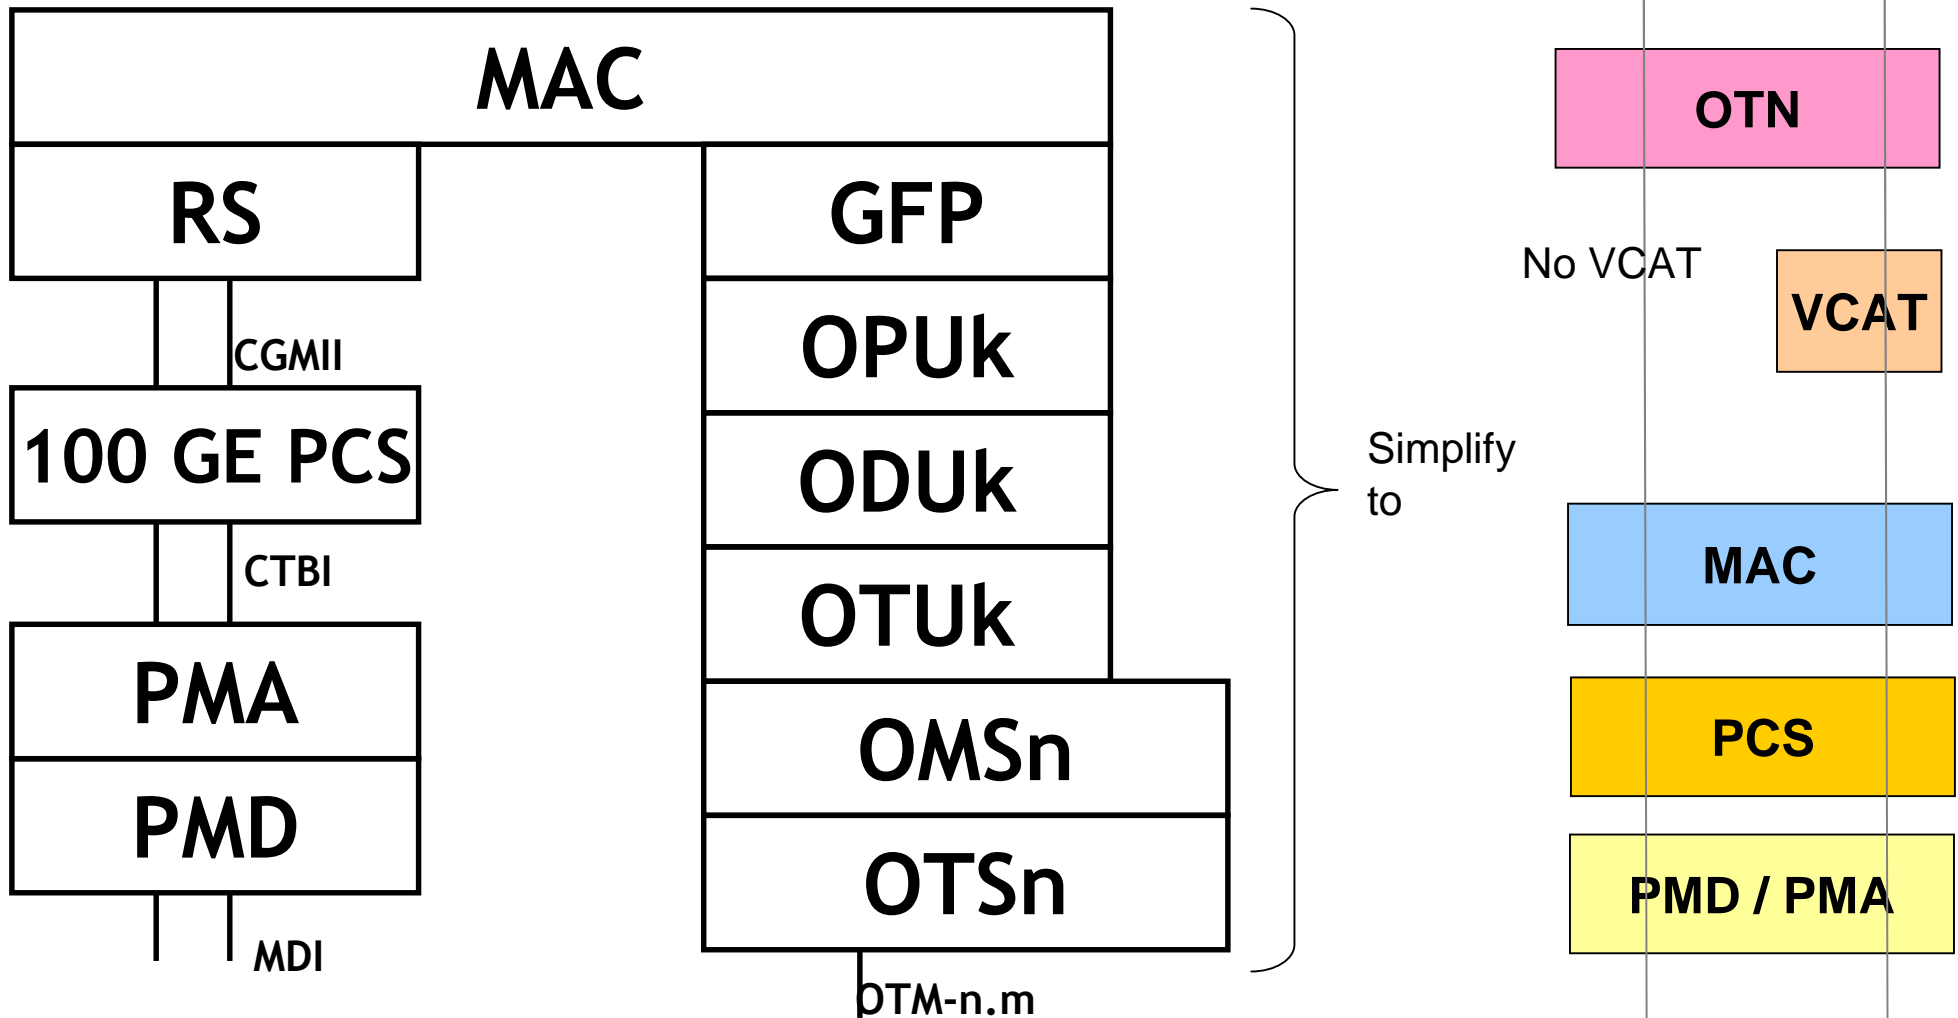 MAC
RS
CGMII
100 GE PCS
CTBI
PMA
PMD
MDI
GFP
OPUk
ODUk
OTUk
OMSn
OTSn
OTM-n.m
Simplify
to
OTN
No VCAT
VCAT
MAC
PCS
PMD / PMA